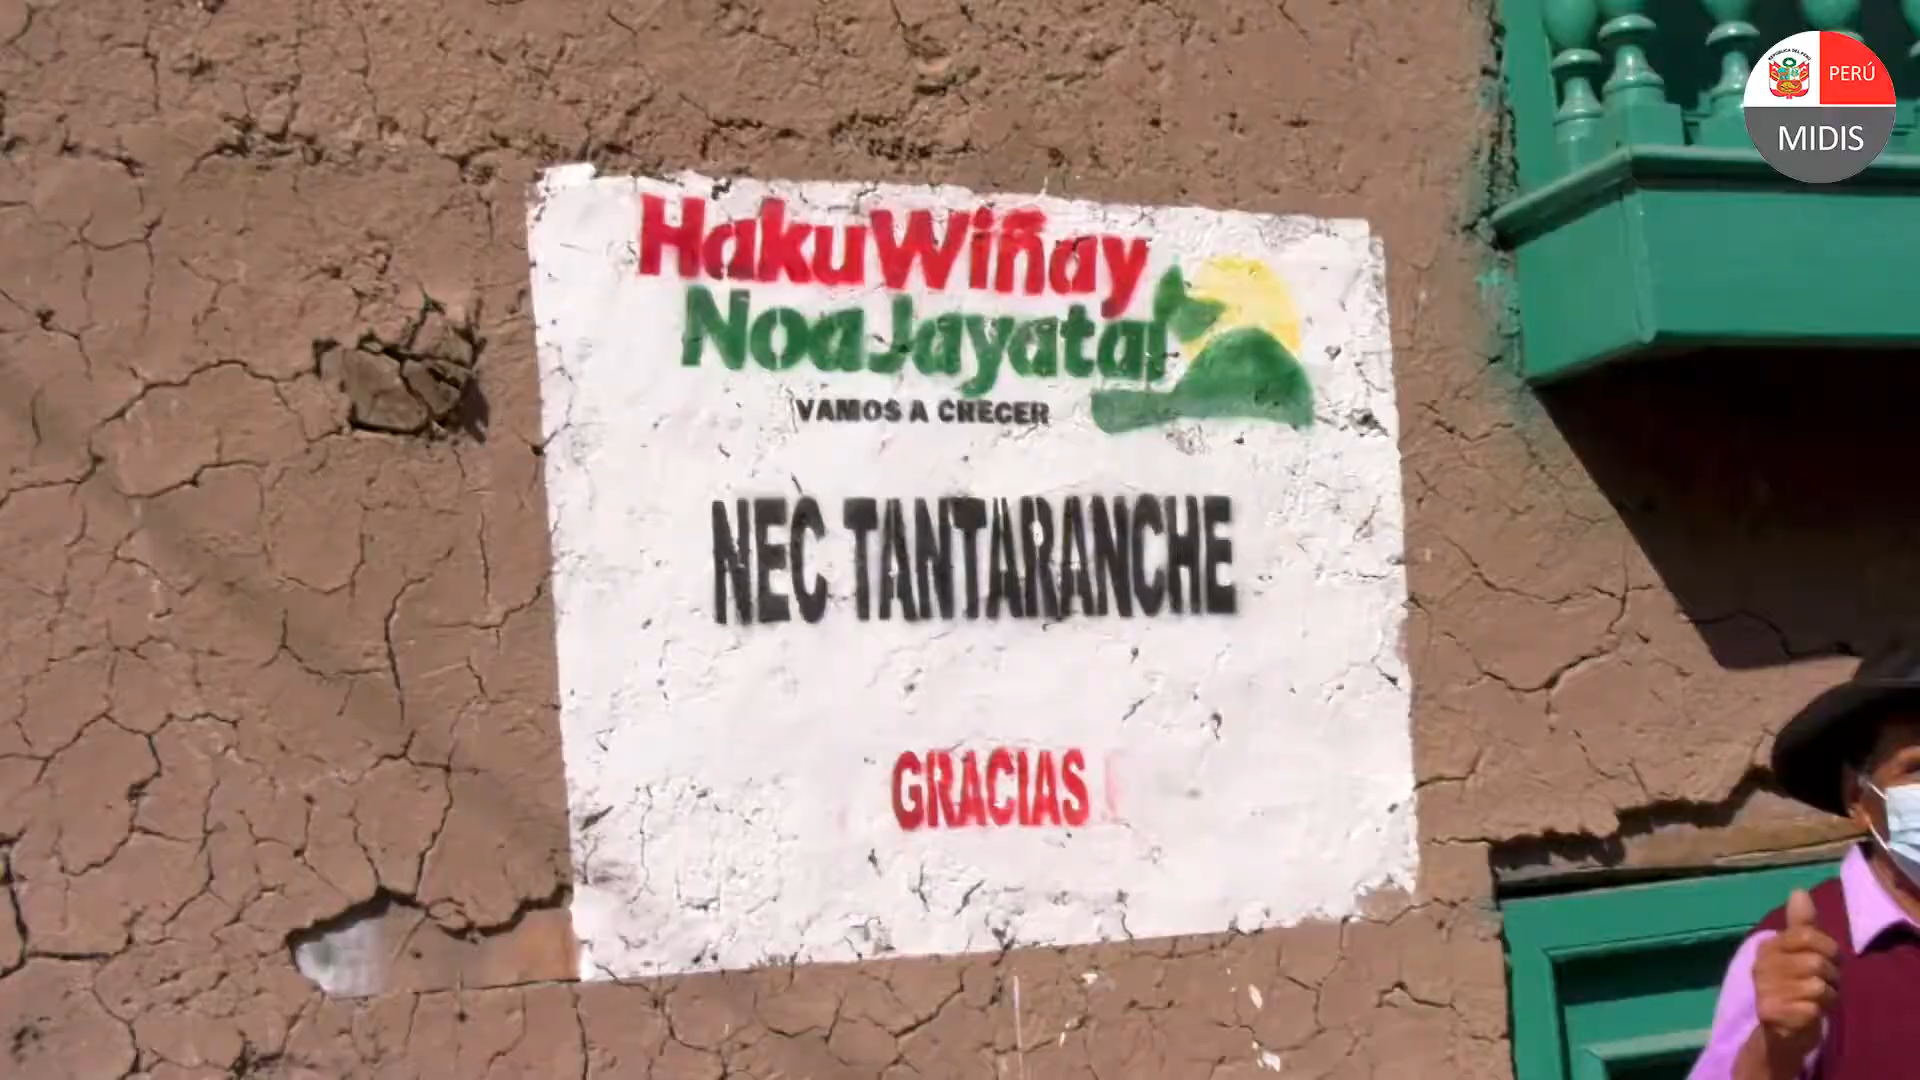 HakuWiñay
NoaJayatai
VAMOS A CRECER
NEC TANTARANCHE
GRACIAS !
PERÚ
MIDIS